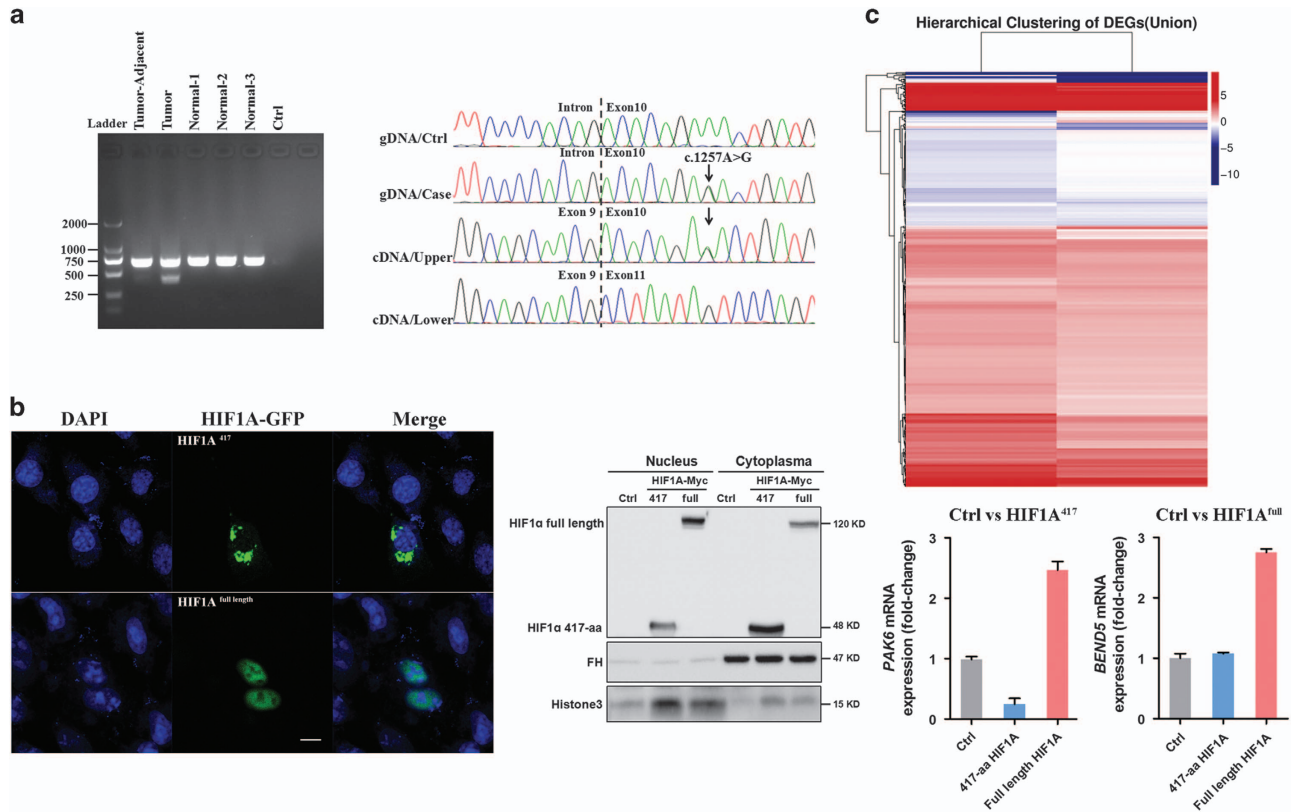 a
Ladder
Tumor-Adjacent
Tumor
Normal-1
Normal-2
Normal-3
Ctrl
2000
1000
750
500
250
Intron Exon10
gDNA/Ctrl
Intron Exon10
c.1257A>G
gDNA/Case
Exon 9 Exon10
cDNA/Upper
Exon 9 Exon11
cDNA/Lower
b
DAPI HIF1A-GFP Merge
HIF1A 417
HIF1A full length
Nucleus Cytoplasma
HIF1A-Myc HIF1A-Myc
Ctrl 417 full Ctrl 417 full
HIF1α full length
120 KD
HIF1α 417-aa
48 KD
FH
47 KD
Histone3
15 KD
c
Hierarchical Clustering of DEGs(Union)
5
0
−5
−10
Ctrl vs HIF1A417
PAK6 mRNA
expression (fold-change)
3
2
1
0
Ctrl
417-aa HIF1A
Full length HIF1A
Ctrl vs HIF1Afull
BEND5 mRNA
expression (fold-change)
3
2
1
0
Ctrl
417-aa HIF1A
Full length HIF1A